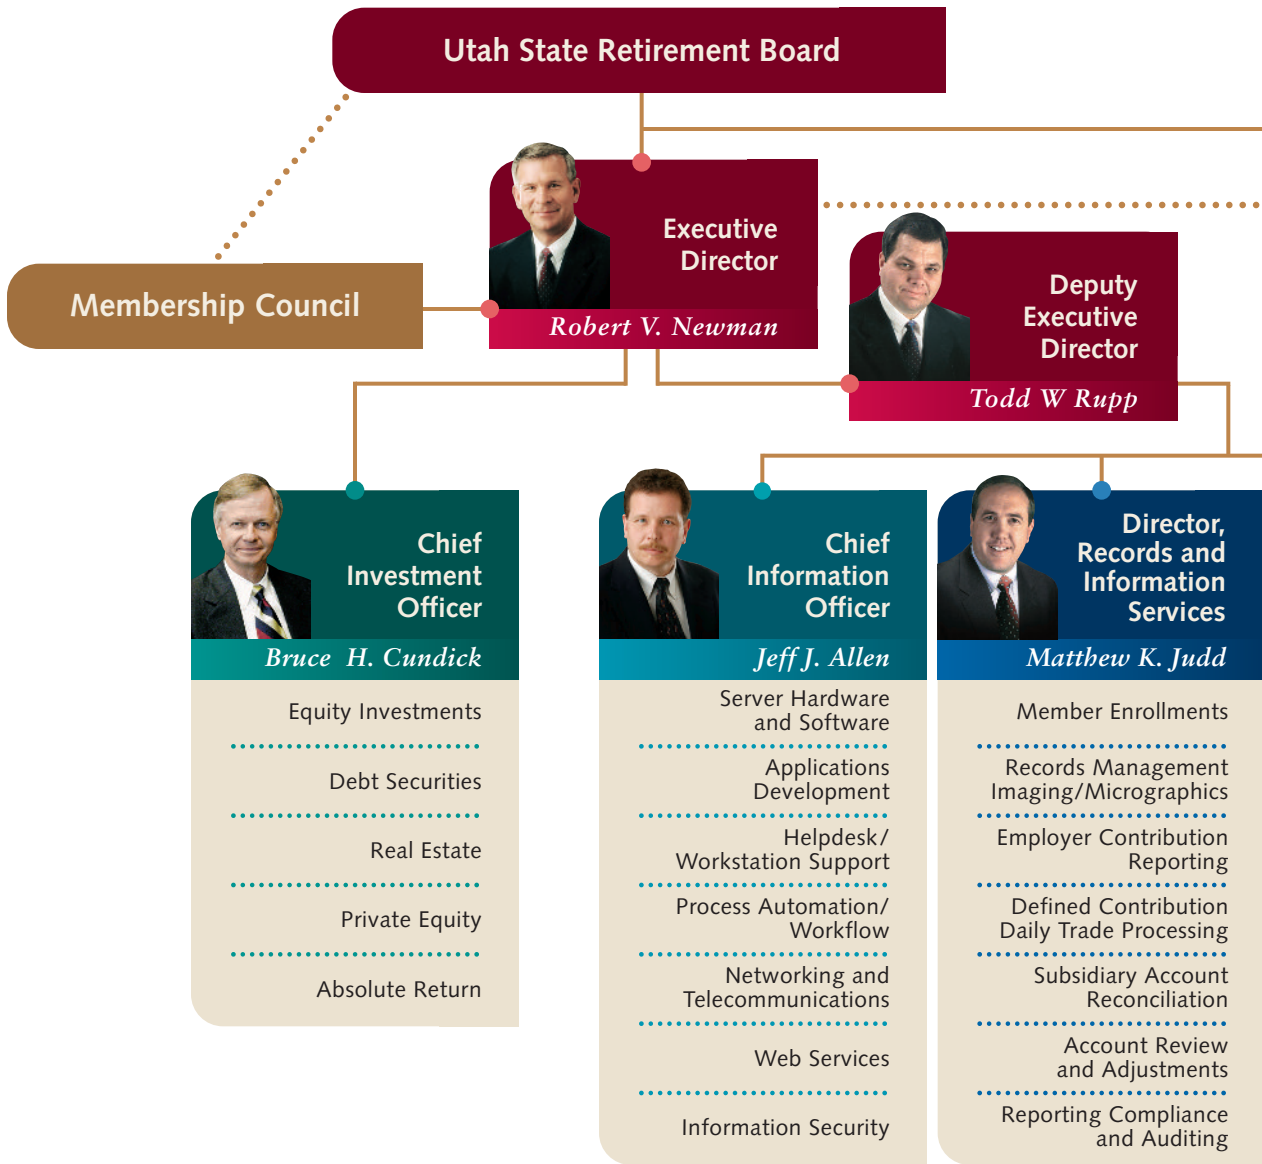 Utah State Retirement Board
Executive
Director
Robert V. Newman
Membership Council
Deputy
Executive
Director
Todd W Rupp
Chief
Investment
Officer
Bruce H. Cundick
Equity Investments
Debt Securities
Real Estate
Private Equity
Absolute Return
Chief
Information
Officer
Jeff J. Allen
Server Hardware
and Software
Applications
Development
Helpdesk/
Workstation Support
Process Automation/
Workflow
Networking and
Telecommunications
Web Services
Information Security
Director,
Records and
Information
Services
Matthew K. Judd
Member Enrollments
Records Management
Imaging/Micrographics
Employer Contribution
Reporting
Defined Contribution
Daily Trade Processing
Subsidiary Account
Reconciliation
Account Review
and Adjustments
Reporting Compliance
and Auditing